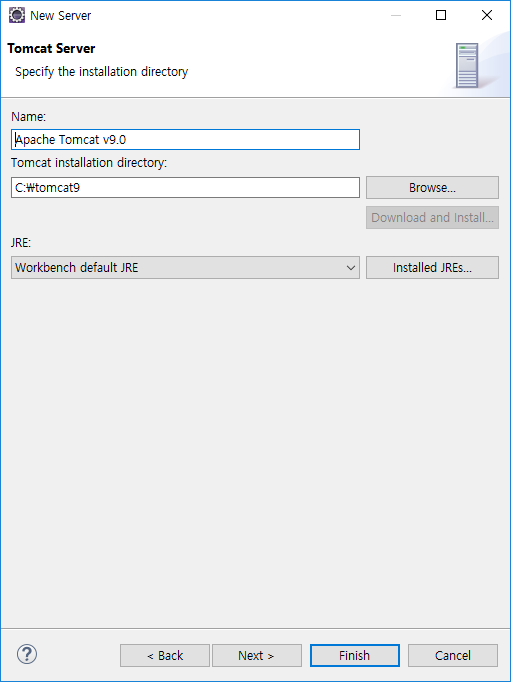 New Server
Tomcat Server
Specify the installation directory
Name:
Apache Tomcat v9.0
Tomcat installation directory:
C:₩tomcat9
Browse...
Download and Install...
JRE:
Workbench default JRE
Installed JREs...
?
< Back
Next >
Finish
Cancel